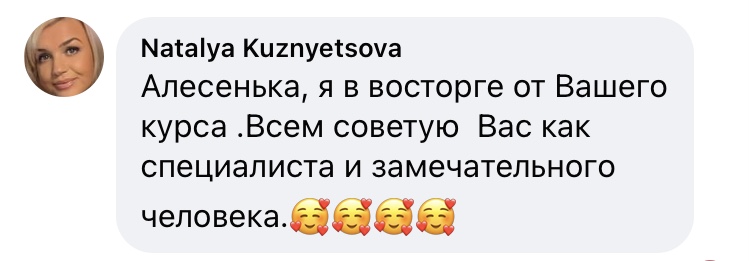 Natalya Kuznyetsova
Алесенька, я в восторге от Вашего
курса .Всем советую  Вас как
специалиста и замечательного
человека.🥰🥰🥰🥰